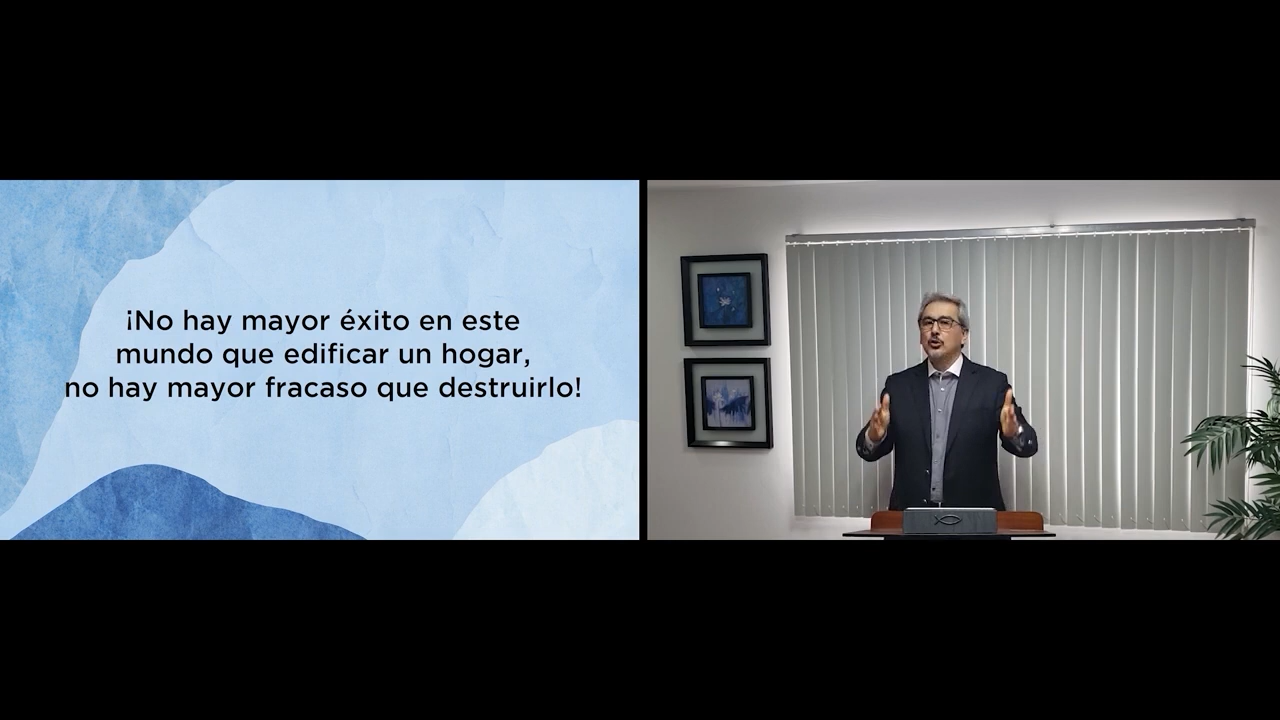 ¡No hay mayor éxito en este
mundo que edificar un hogar,
no hay mayor fracaso que destruirlo!